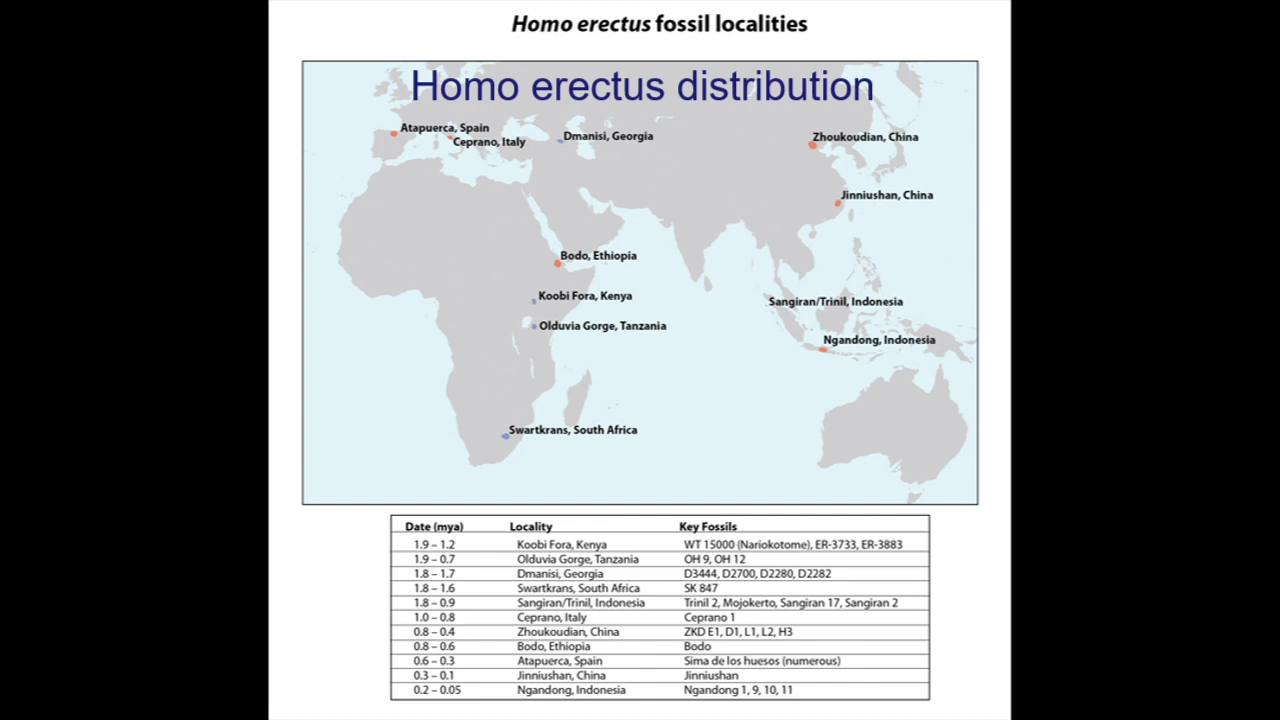 Homo erectus fossil localities
Homo erectus distribution
Atapuerca, Spain
Ceprano, Italy
Dmanisi, Georgia
Zhoukoudian, China
Jinniushan, China
Bodo, Ethiopia
Koobi Fora, Kenya
Sangiran/Trinil, Indonesia
Olduvia Gorge, Tanzania
Ngandong, Indonesia
Swartkrans, South Africa
Date (mya) Locality Key Fossils
1.9 – 1.2 Koobi Fora, Kenya WT 15000 (Nariokotome), ER-3733, ER-3883
1.9 – 0.7 Olduvia Gorge, Tanzania OH 9, OH 12
1.8 – 1.7 Dmanisi, Georgia D3444, D2700, D2280, D2282
1.8 – 1.6 Swartkrans, South Africa SK 847
1.8 – 0.9 Sangiran/Trinil, Indonesia Trinil 2, Mojokerto, Sangiran 17, Sangiran 2
1.0 – 0.8 Ceprano, Italy Ceprano 1
0.8 – 0.4 Zhoukoudian, China ZKD E1, D1, L1, L2, H3
0.8 – 0.6 Bodo, Ethiopia Bodo
0.6 – 0.3 Atapuerca, Spain Sima de los huesos (numerous)
0.3 – 0.1 Jinniushan, China Jinniushan
0.2 – 0.05 Ngandong, Indonesia Ngandong 1, 9, 10, 11